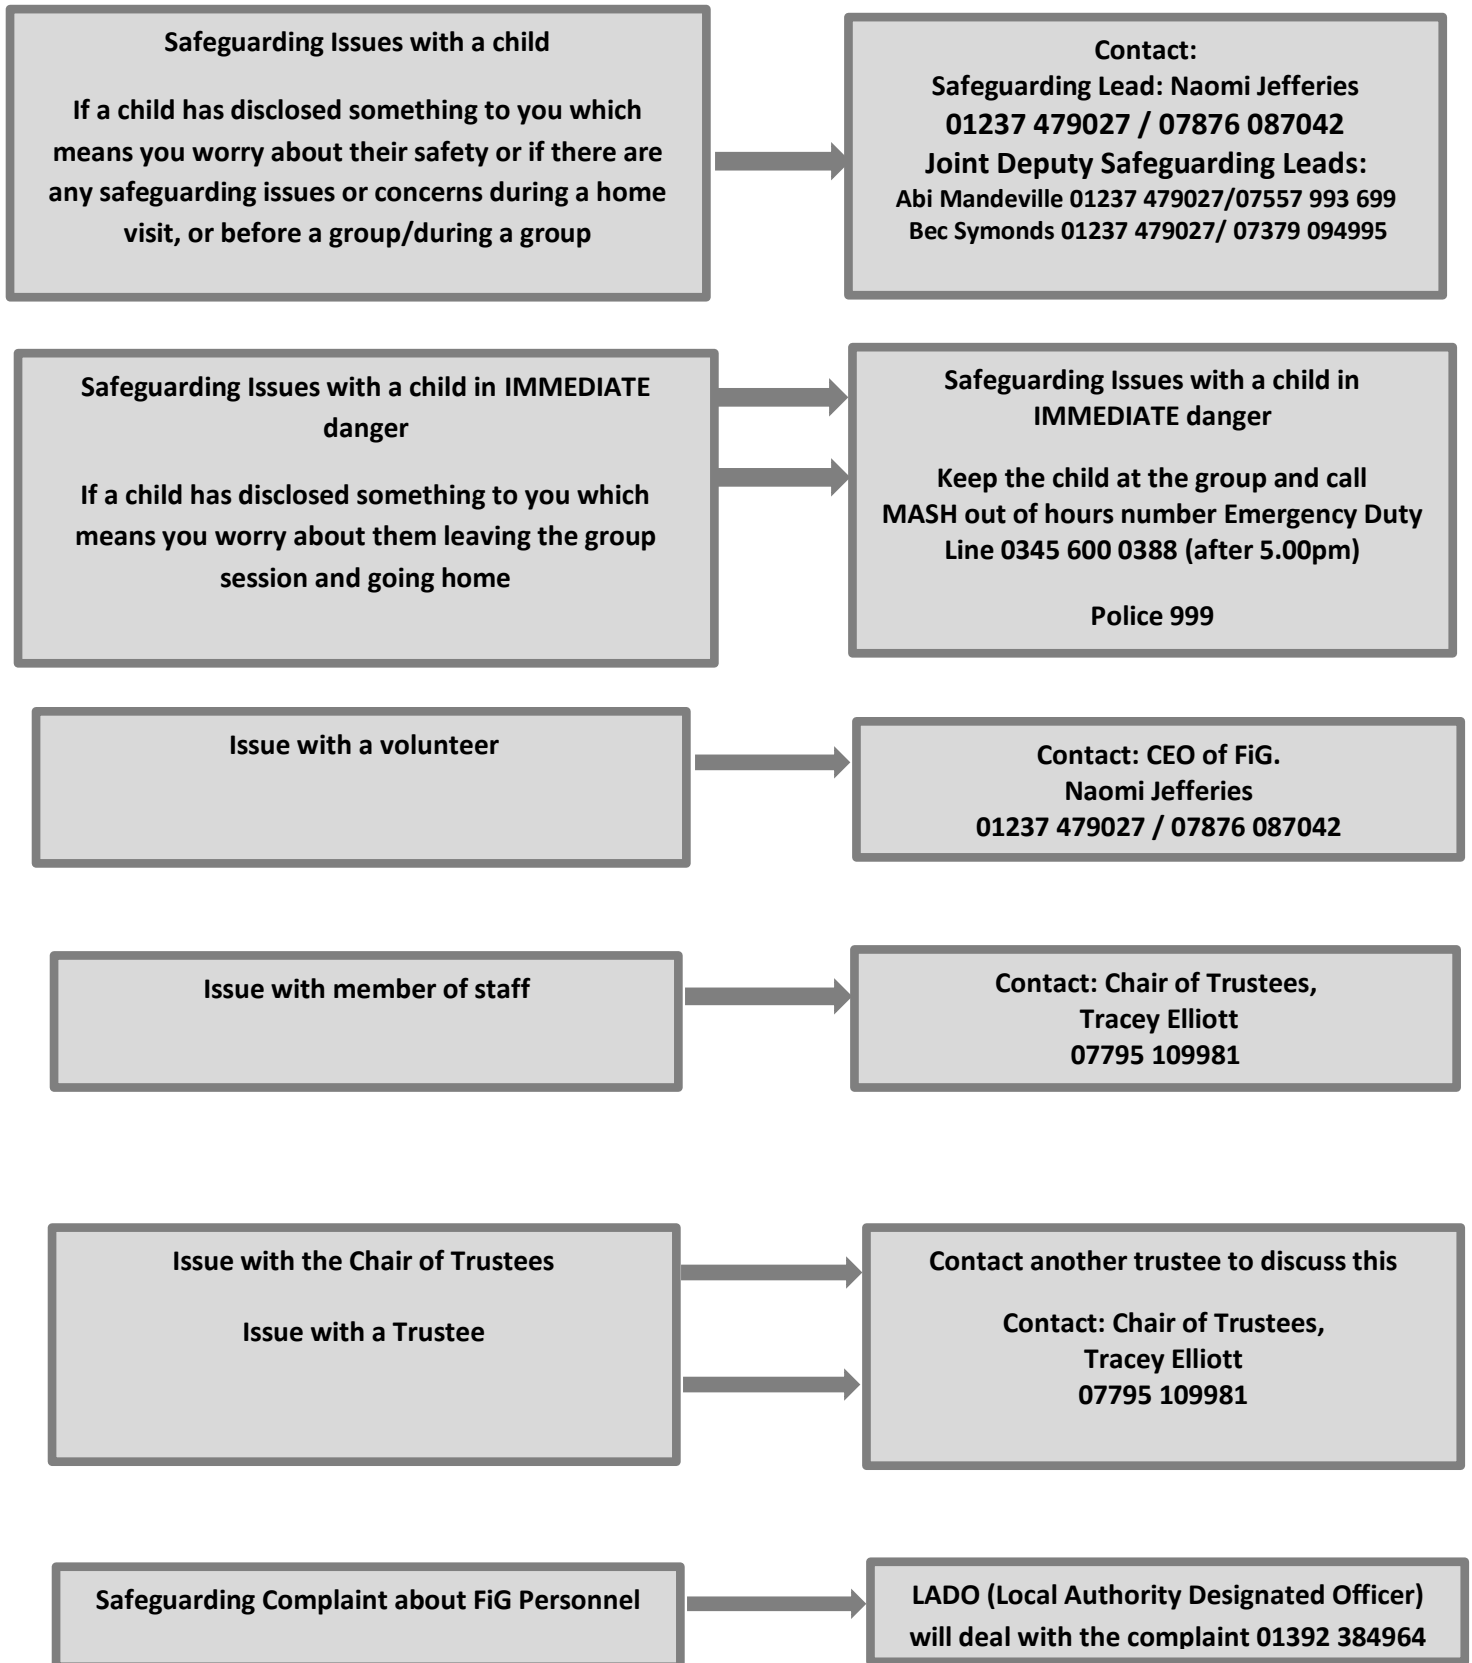 Safeguarding Issues with a child
If a child has disclosed something to you which
means you worry about their safety or if there are
any safeguarding issues or concerns during a home
visit, or before a group/during a group
Contact:
Safeguarding Lead: Naomi Jefferies
01237 479027 / 07876 087042
Joint Deputy Safeguarding Leads:
Abi Mandeville 01237 479027/07557 993 699
Bec Symonds 01237 479027/ 07379 094995
Safeguarding Issues with a child in IMMEDIATE
danger
If a child has disclosed something to you which
means you worry about them leaving the group
session and going home
Safeguarding Issues with a child in
IMMEDIATE danger
Keep the child at the group and call
MASH out of hours number Emergency Duty
Line 0345 600 0388 (after 5.00pm)
Police 999
Issue with a volunteer
Contact: CEO of FiG.
Naomi Jefferies
01237 479027 / 07876 087042
Issue with member of staff
Contact: Chair of Trustees,
Tracey Elliott
07795 109981
Issue with the Chair of Trustees
Issue with a Trustee
Contact another trustee to discuss this
Contact: Chair of Trustees,
Tracey Elliott
07795 109981
Safeguarding Complaint about FiG Personnel
LADO (Local Authority Designated Officer)
will deal with the complaint 01392 384964